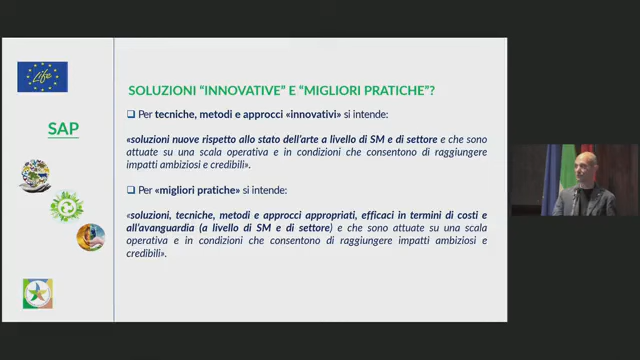 Life
SAP
SOLUZIONI “INNOVATIVE” E “MIGLIORI PRATICHE”?
Per tecniche, metodi e approcci «innovativi» si intende:
«soluzioni nuove rispetto allo stato dell’arte a livello di SM e di settore e che sono
attuate su una scala operativa e in condizioni che consentono di raggiungere
impatti ambiziosi e credibili».
Per «migliori pratiche» si intende:
«soluzioni, tecniche, metodi e approcci appropriati, efficaci in termini di costi e
all’avanguardia (a livello di SM e di settore) e che sono attuate su una scala
operativa e in condizioni che consentano di raggiungere impatti ambiziosi e
credibili».